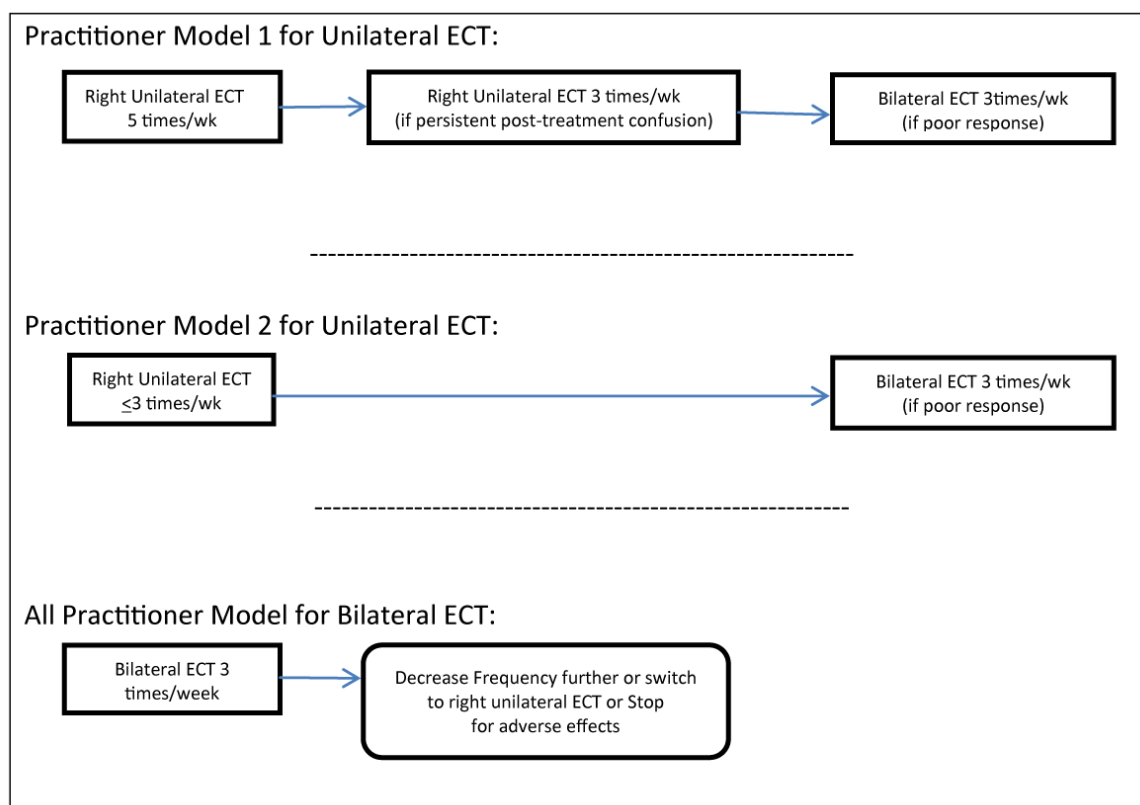 Practitioner Model 1 for Unilateral ECT:
Right Unilateral ECT
5 times/wk
Right Unilateral ECT 3 times/wk
(if persistent post-treatment confusion)
Bilateral ECT 3times/wk
(if poor response)
Practitioner Model 2 for Unilateral ECT:
Right Unilateral ECT
≤3 times/wk
Bilateral ECT 3 times/wk
(if poor response)
All Practitioner Model for Bilateral ECT:
Bilateral ECT 3
times/week
Decrease Frequency further or switch
to right unilateral ECT or Stop
for adverse effects